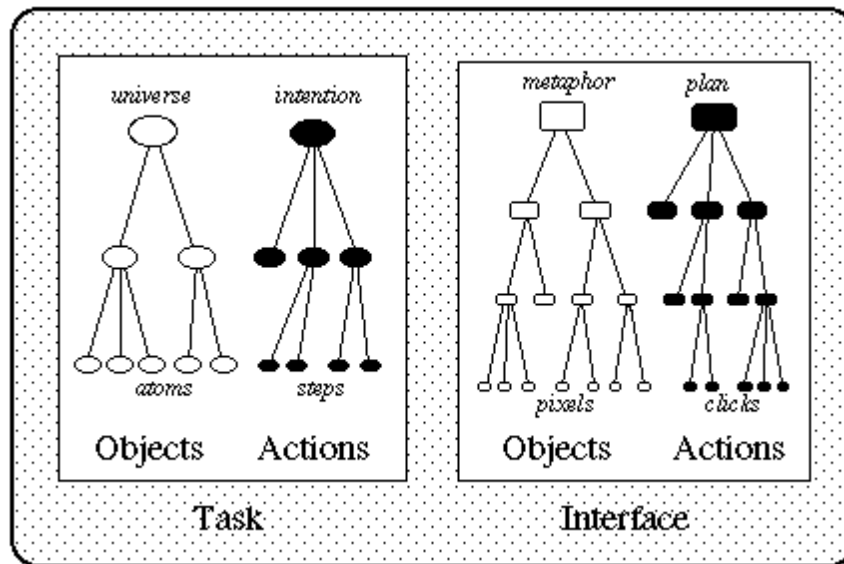 universe
intention
atoms
steps
Objects
Actions
Task
metaphor
plan
pixels
clicks
Objects
Actions
Interface